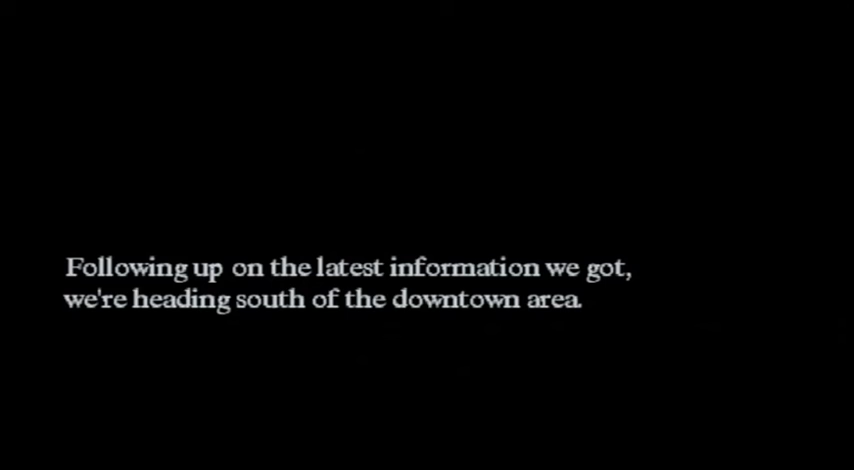 Following up on the latest information we got,
we're heading south of the downtown area.